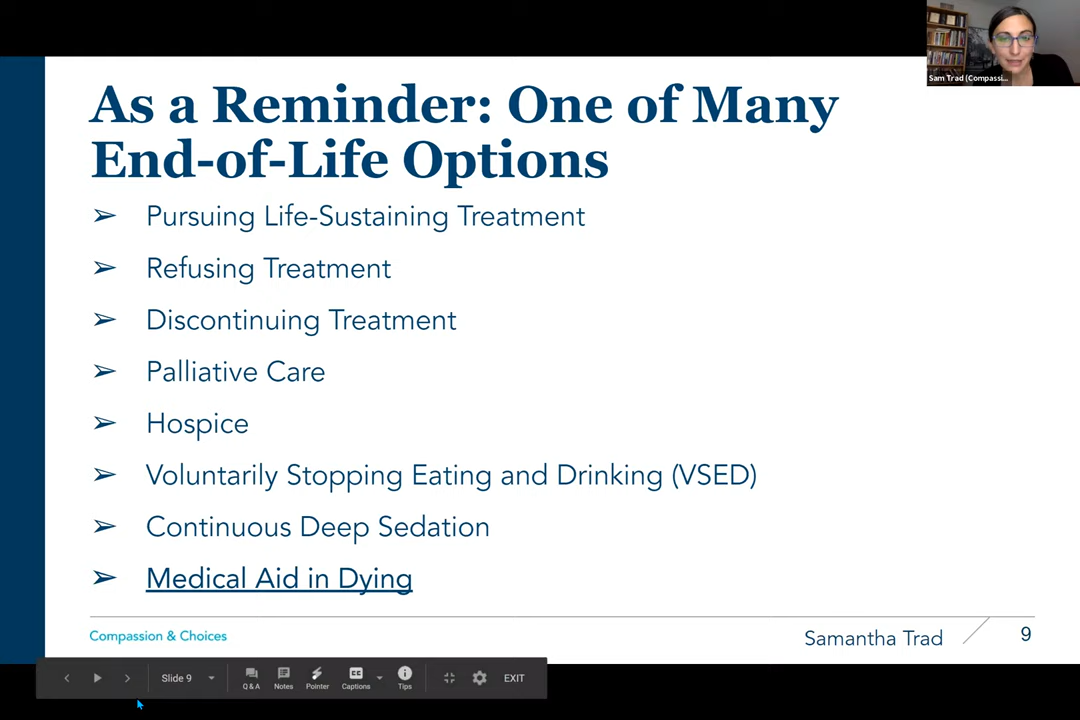 Sam Trad (Compassi...
As a Reminder: One of Many
End-of-Life Options
➢ Pursuing Life-Sustaining Treatment
➢ Refusing Treatment
➢ Discontinuing Treatment
➢ Palliative Care
➢ Hospice
➢ Voluntarily Stopping Eating and Drinking (VSED)
➢ Continuous Deep Sedation
➢ Medical Aid in Dying
Compassion & Choices
Samantha Trad
9
Slide 9
Q&A
Notes
Pointer
Captions
Tips
EXIT